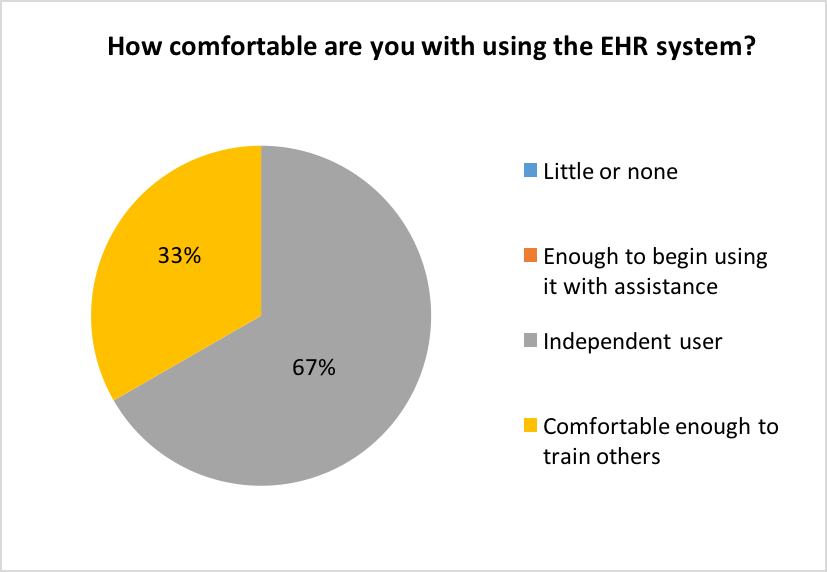 How comfortable are you with using the EHR system?
33%
67%
Little or none
Enough to begin using
it with assistance
Independent user
Comfortable enough to
train others